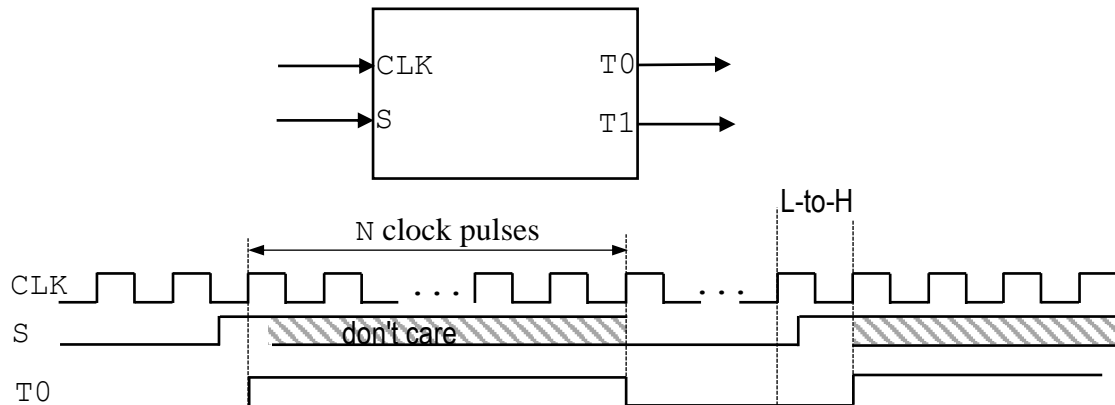 CLK T0
S T1
L-to-H
N clock pulses
CLK ... ...
S don't care
T0